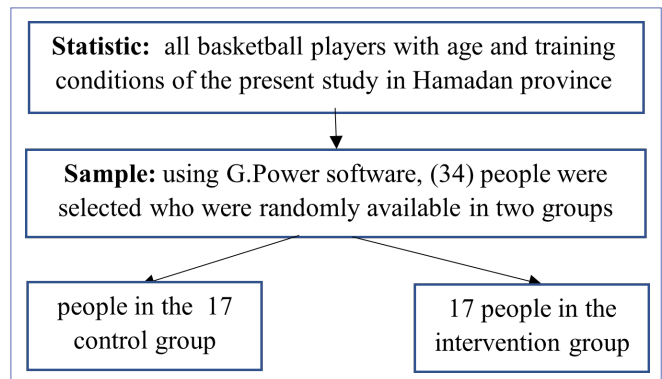 Statistic: all basketball players with age and training
conditions of the present study in Hamadan province
Sample: using G.Power software, (34) people were
selected who were randomly available in two groups
people in the 17
control group
17 people in the
intervention group